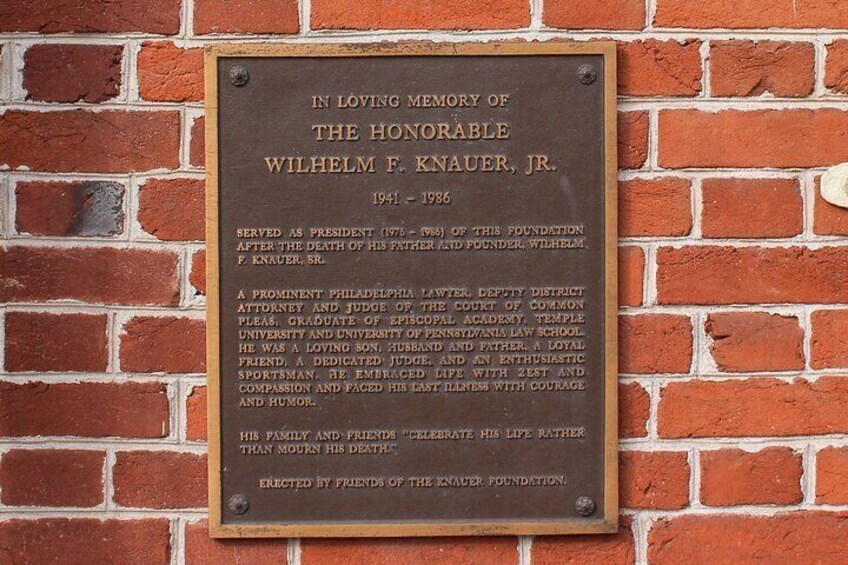 IN LOVING MEMORY OF
THE HONORABLE
WILHELM F. KNAUER, JR.
1941 – 1986
SERVED AS PRESIDENT (1976 – 1986) OF THIS FOUNDATION
AFTER THE DEATH OF HIS FATHER AND FOUNDER, WILHELM
F. KNAUER, SR.
A PROMINENT PHILADELPHIA LAWYER, DEPUTY DISTRICT
ATTORNEY AND JUDGE OF THE COURT OF COMMON
PLEAS, GRADUATE OF EPISCOPAL ACADEMY, TEMPLE
UNIVERSITY AND UNIVERSITY OF PENNSYLVANIA LAW SCHOOL.
HE WAS A LOVING SON, HUSBAND AND FATHER, A LOYAL
FRIEND, A DEDICATED JUDGE, AND AN ENTHUSIASTIC
SPORTSMAN. HE EMBRACED LIFE WITH ZEST AND
COMPASSION AND FACED HIS LAST ILLNESS WITH COURAGE
AND HUMOR.
HIS FAMILY AND FRIENDS "CELEBRATE HIS LIFE RATHER
THAN MOURN HIS DEATH."
ERECTED BY FRIENDS OF THE KNAUER FOUNDATION.